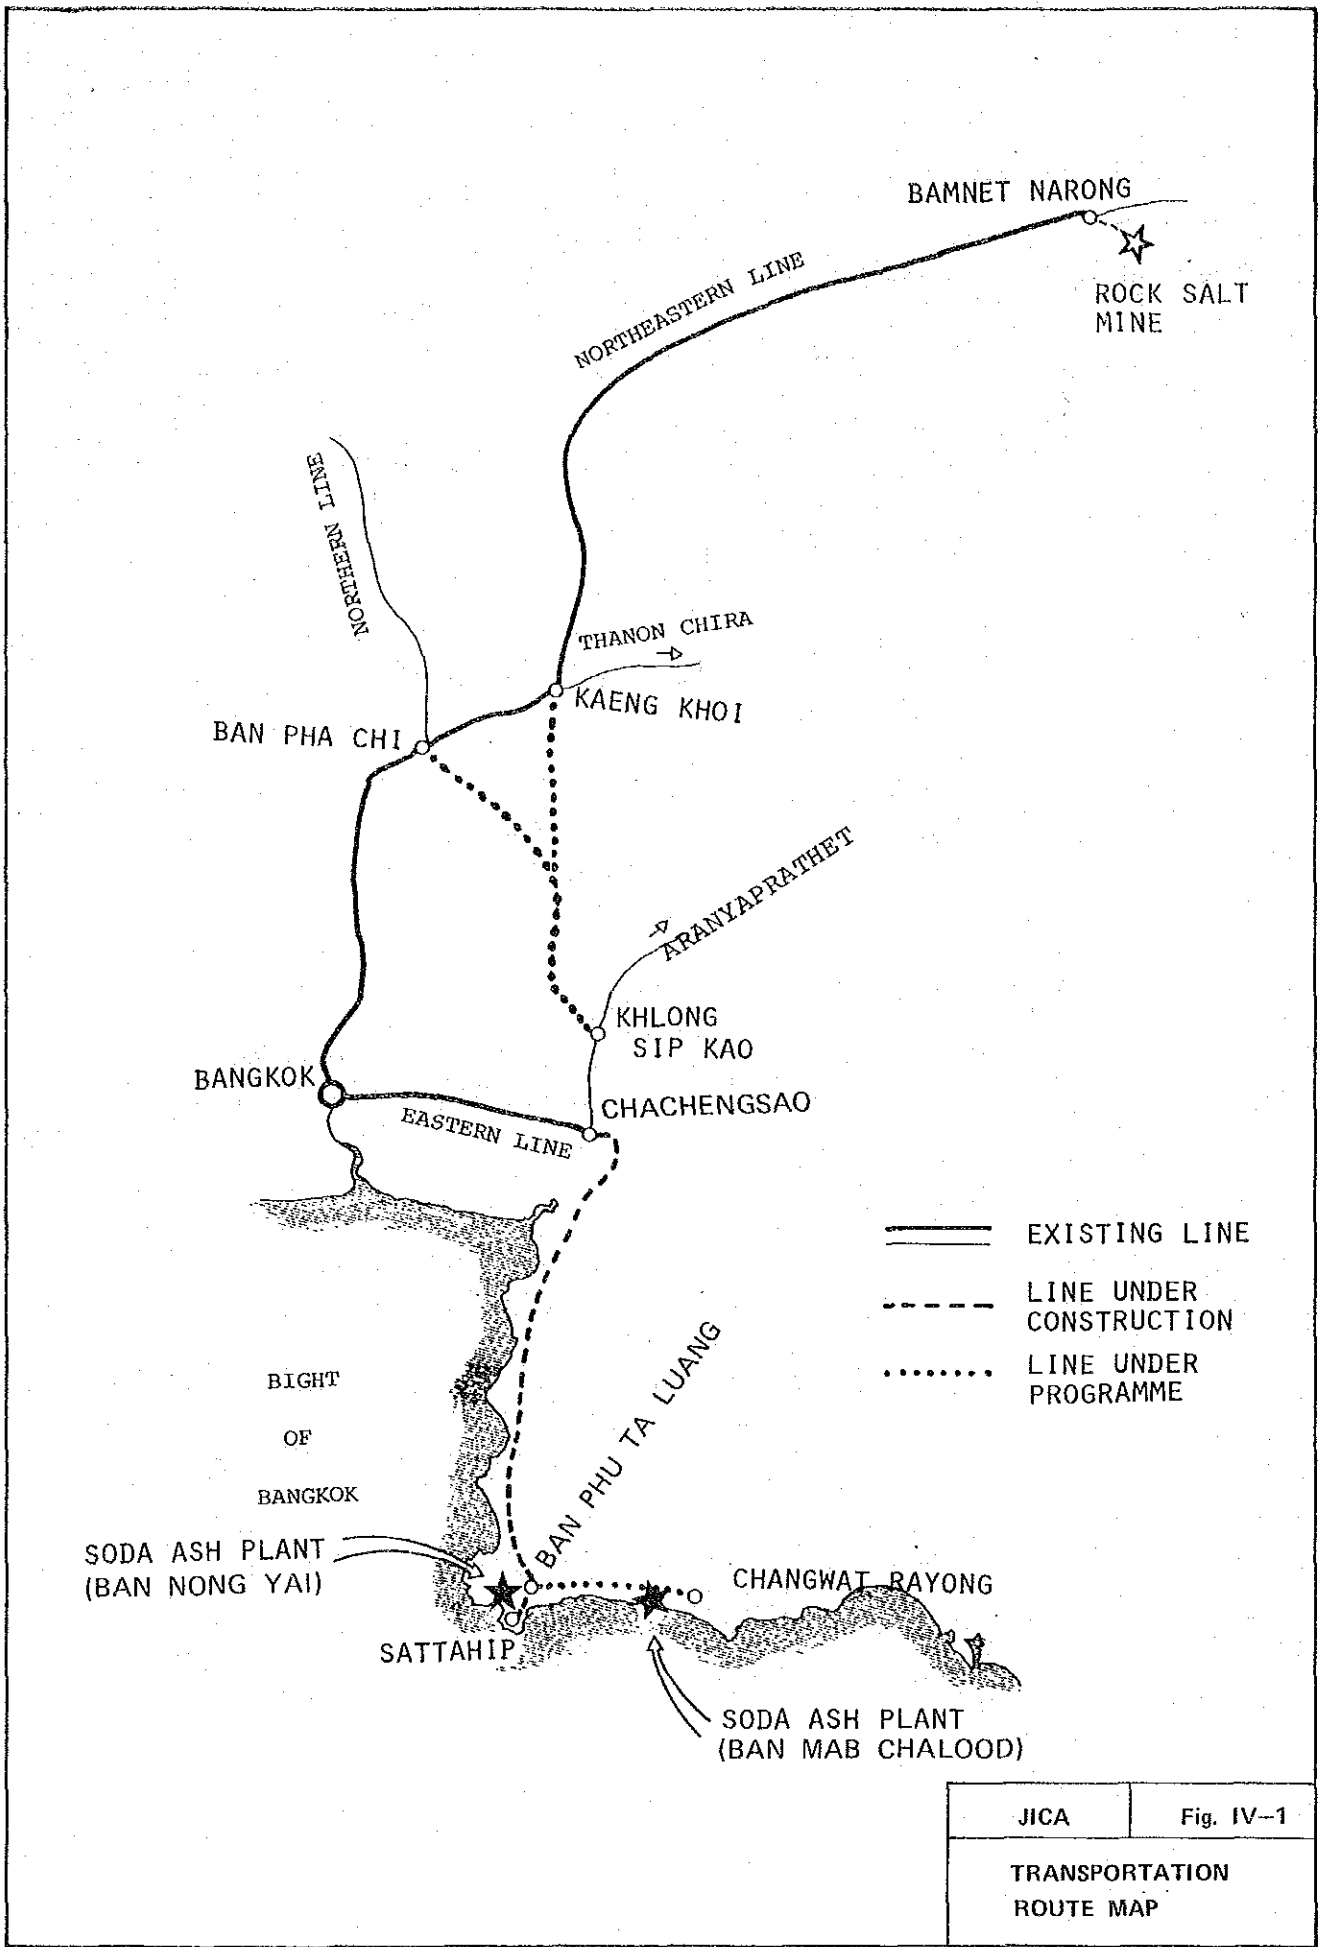 BAMNET NARONG
ROCK SALT
MINE
NORTHEASTERN LINE
NORTHERN LINE
THANON CHIRA
KAENG KHOI
BAN PHA CHI
ARANYAPRATHET
KHLONG
SIP KAO
BANGKOK
CHACHENGSAO
EASTERN LINE
EXISTING LINE
LINE UNDER
CONSTRUCTION
LINE UNDER
PROGRAMME
BIGHT
OF
BANGKOK
BAN PHU TA LUANG
SODA ASH PLANT
(BAN NONG YAI)
CHANGWAT RAYONG
SATTAHIP
SODA ASH PLANT
(BAN MAB CHALOOD)
JICA
Fig. IV-1
TRANSPORTATION
ROUTE MAP